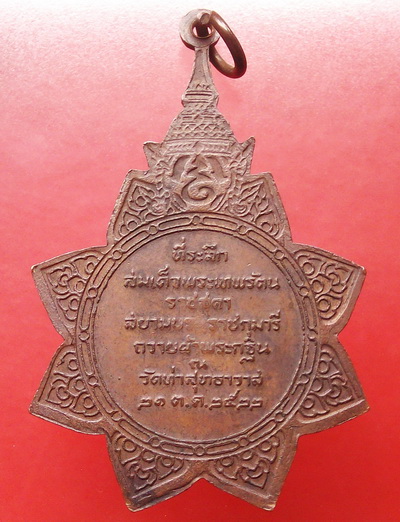 ที่ระลึก
สมเด็จพระเทพรัตน
ราชสุดา
สยามบรมราชกุมารี
ถวายผ้าพระกฐิน
ณ
วัดท่าสุทธาวาส
๒๑ ต.ค. ๒๕๒๒